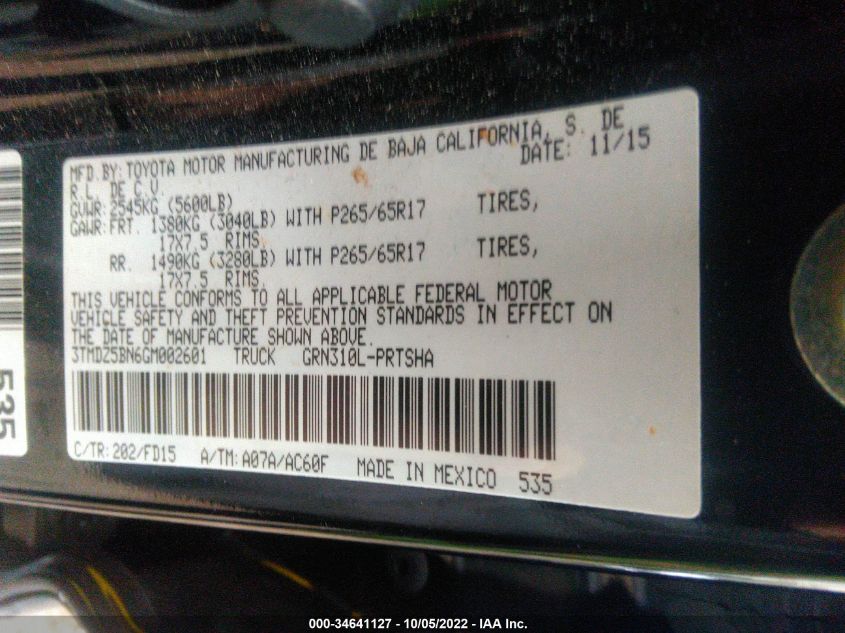 MFD. BY: TOYOTA MOTOR MANUFACTURING DE BAJA CALIFORNIA, S. DE
R.L. DE C.V. DATE: 11/15
GVWR: 2545KG (5600LB)
GAWR: FRT. 1380KG (3040LB) WITH P265/65R17 TIRES,
17X7.5 RIMS
RR. 1490KG (3280LB) WITH P265/65R17 TIRES,
17X7.5 RIMS
THIS VEHICLE CONFORMS TO ALL APPLICABLE FEDERAL MOTOR
VEHICLE SAFETY AND THEFT PREVENTION STANDARDS IN EFFECT ON
THE DATE OF MANUFACTURE SHOWN ABOVE.
3TMDZ5BN6GM002601 TRUCK GRN310L-PRTSHA
C/TR: 202/FD15 A/TM: A07A/AC60F MADE IN MEXICO 535
535
000-34641127 - 10/05/2022 - IAA Inc.